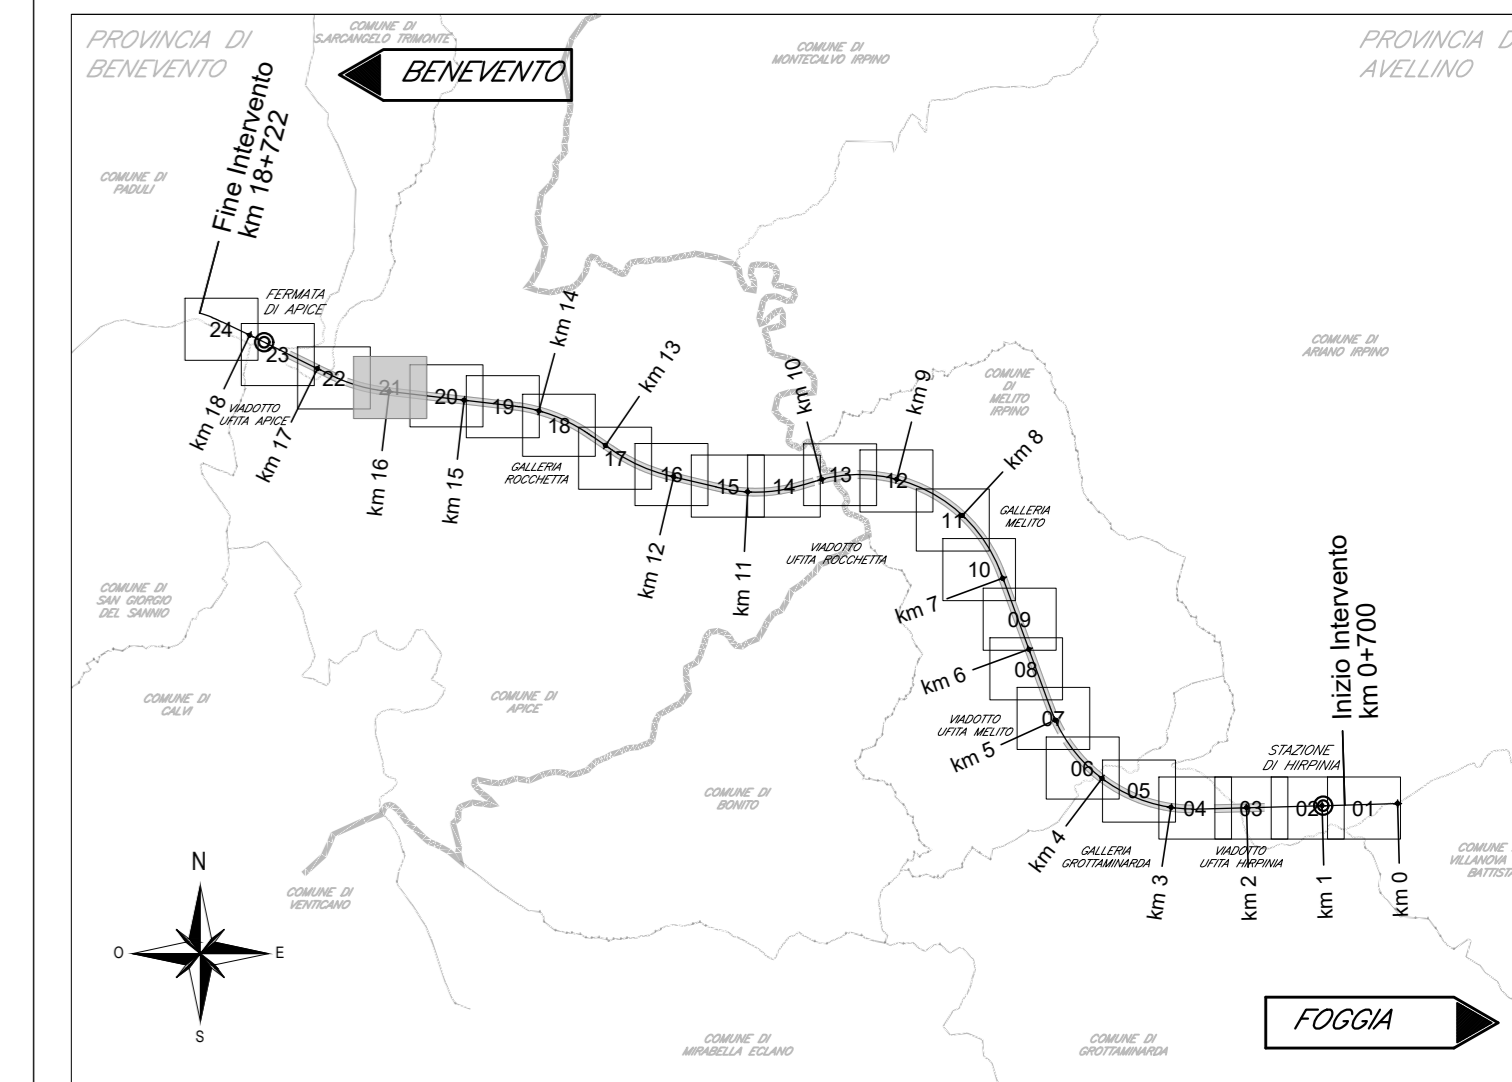 PROVINCIA DI
BENEVENTO
COMUNE DI
S.ARCANGELO TRIMONTE
BENEVENTO
COMUNE DI
MONTECALVO IRPINO
PROVINCIA D
AVELLINO
Fine Intervento
km 18+722
COMUNE DI
PADULI
FERMATA
DI APICE
24
23
22
21
20
19
18
17
16
15
14
13
12
11
10
09
08
07
06
05
04
03
02
01
km 18
km 17
km 16
km 15
km 14
km 13
km 12
km 11
km 10
km 9
km 8
km 7
km 6
km 5
km 4
km 3
km 2
km 1
km 0
VIADOTTO
UFITA APICE
GALLERIA
ROCCHETTA
VIADOTTO
UFITA ROCCHETTA
GALLERIA
MELITO
COMUNE
DI
MELITO
IRPINO
COMUNE DI
ARIANO IRPINO
COMUNE DI
SAN GIORGIO
DEL SANNIO
COMUNE DI
CALVI
COMUNE DI
APICE
VIADOTTO
UFITA MELITO
Inizio Intervento
km 0+700
STAZIONE
DI HIRPINIA
COMUNE DI
BONITO
GALLERIA
GROTTAMINARDA
VIADOTTO
UFITA HIRPINIA
COMUNE
VILLANOVA
BATTISTA
COMUNE DI
VENTICANO
N
O
E
S
COMUNE DI
MIRABELLA ECLANO
COMUNE DI
GROTTAMINARDA
FOGGIA